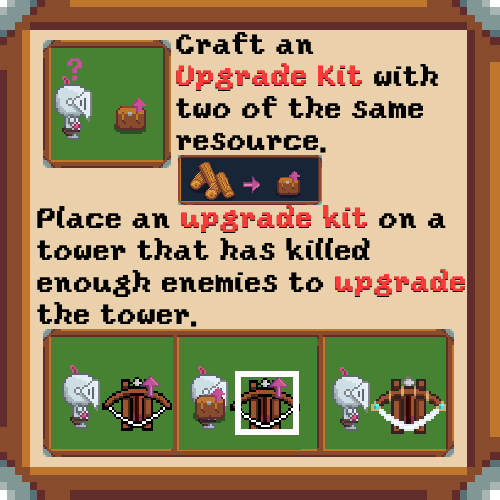 ?
Craft an
Upgrade Kit with
two of the same
resource.
Place an upgrade kit on a
tower that has killed
enough enemies to upgrade
the tower.